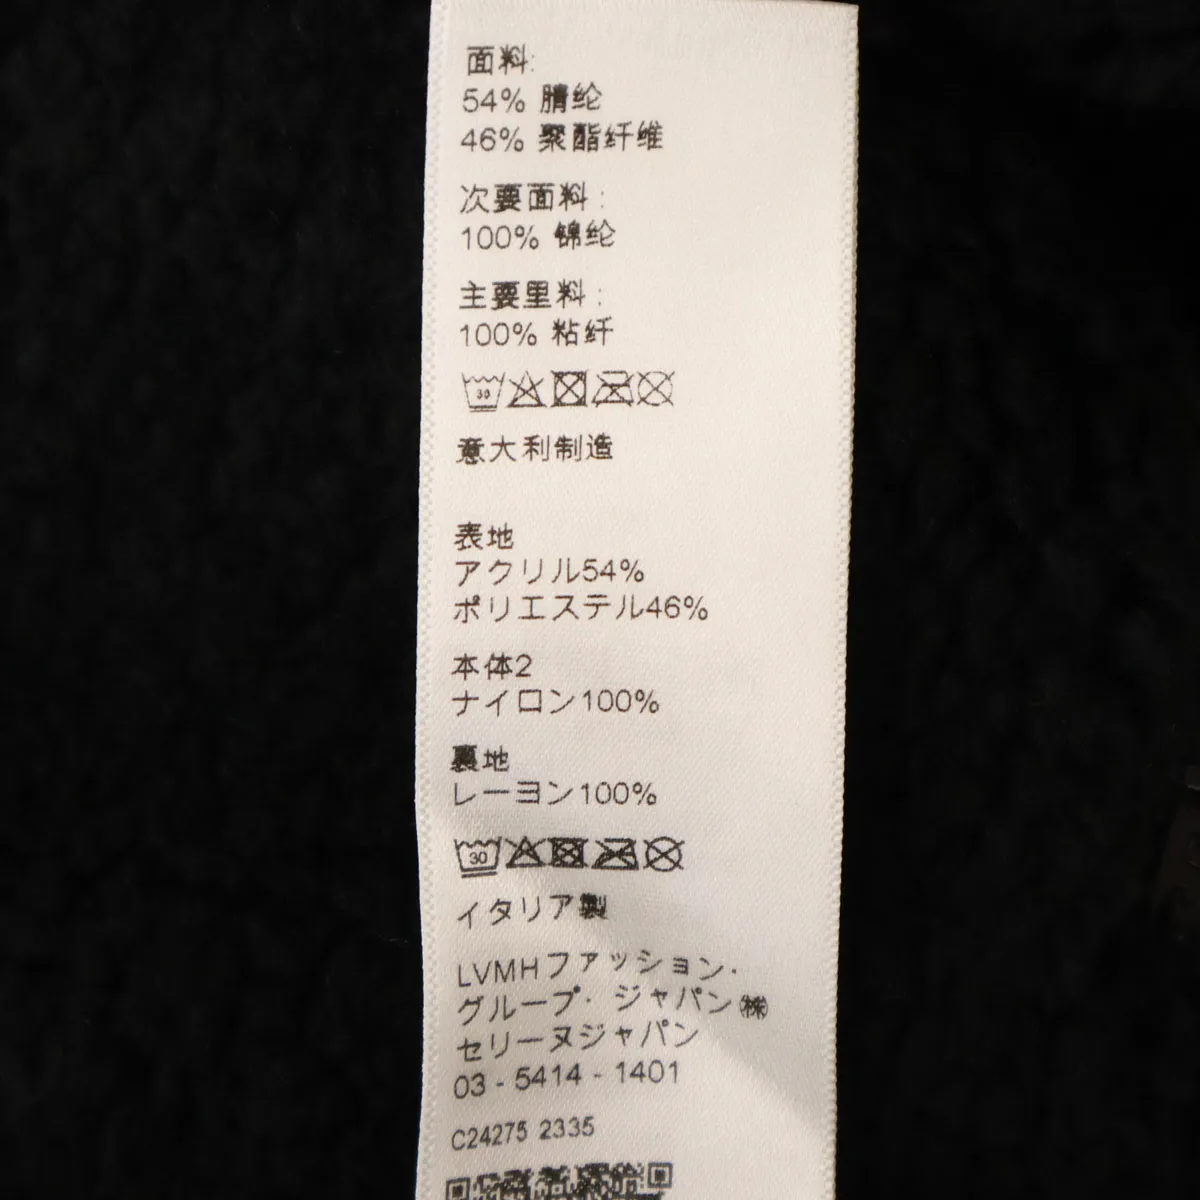 面料:
54% 腈纶
46% 聚酯纤维
次要面料:
100% 锦纶
主要里料:
100% 粘纤
30
意大利制造
表地
アクリル54%
ポリエステル46%
本体2
ナイロン100%
裏地
レーヨン100%
30
イタリア製
LVMHファッション・
グループ・ジャパン㈱
セリーヌジャパン
03-5414-1401
C24275 2335